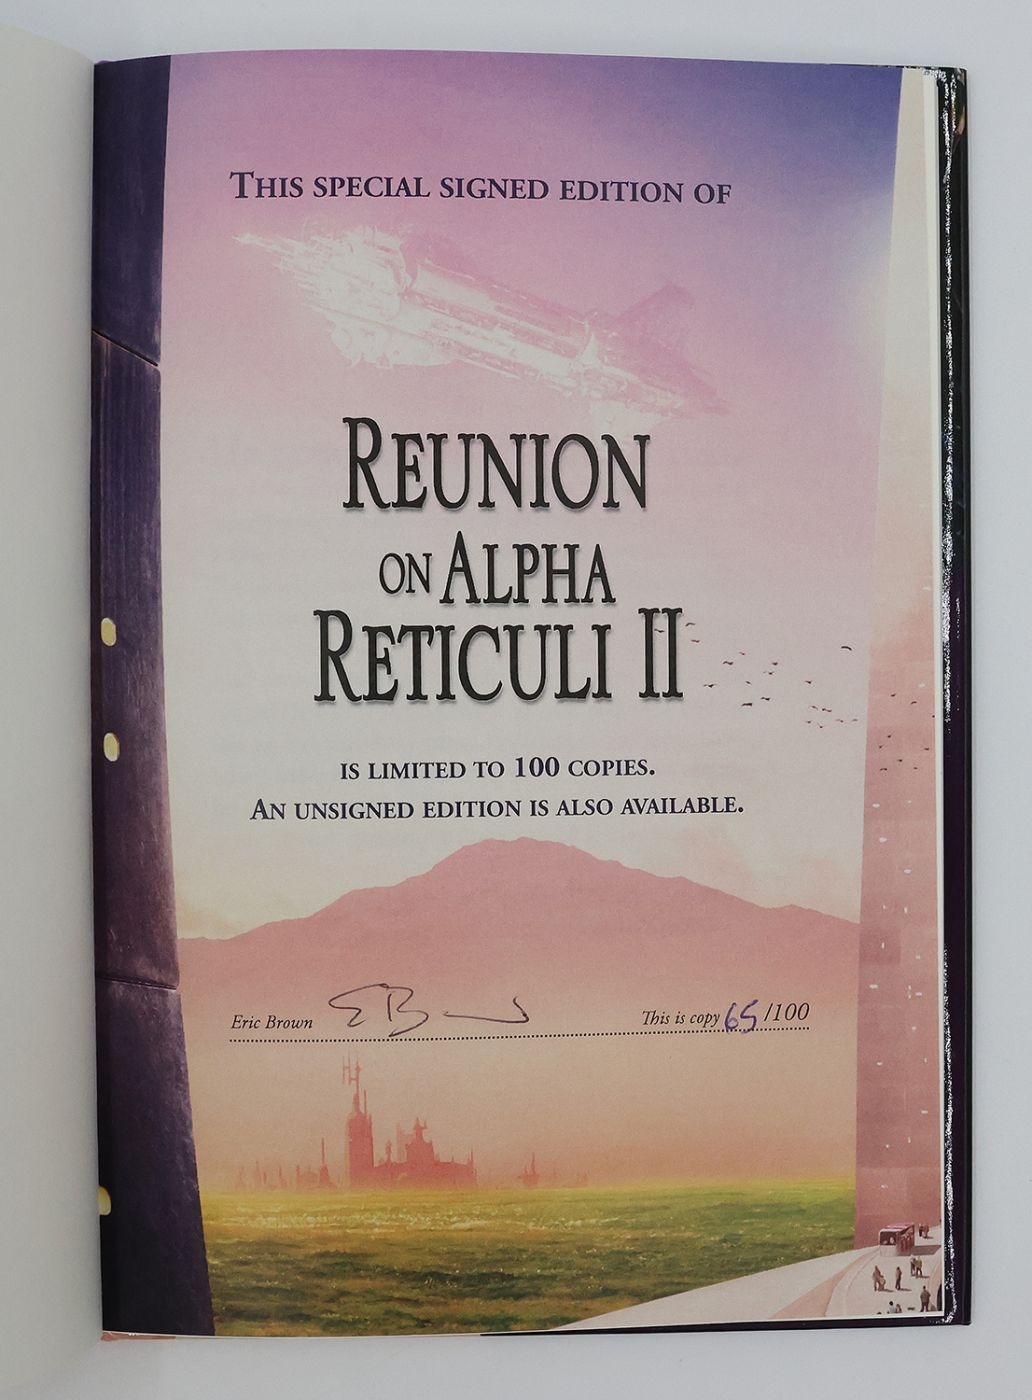 This special signed edition of
Reunion
on Alpha
Reticuli II
is limited to 100 copies.
An unsigned edition is also available.
Eric Brown E B
This is copy 65 /100